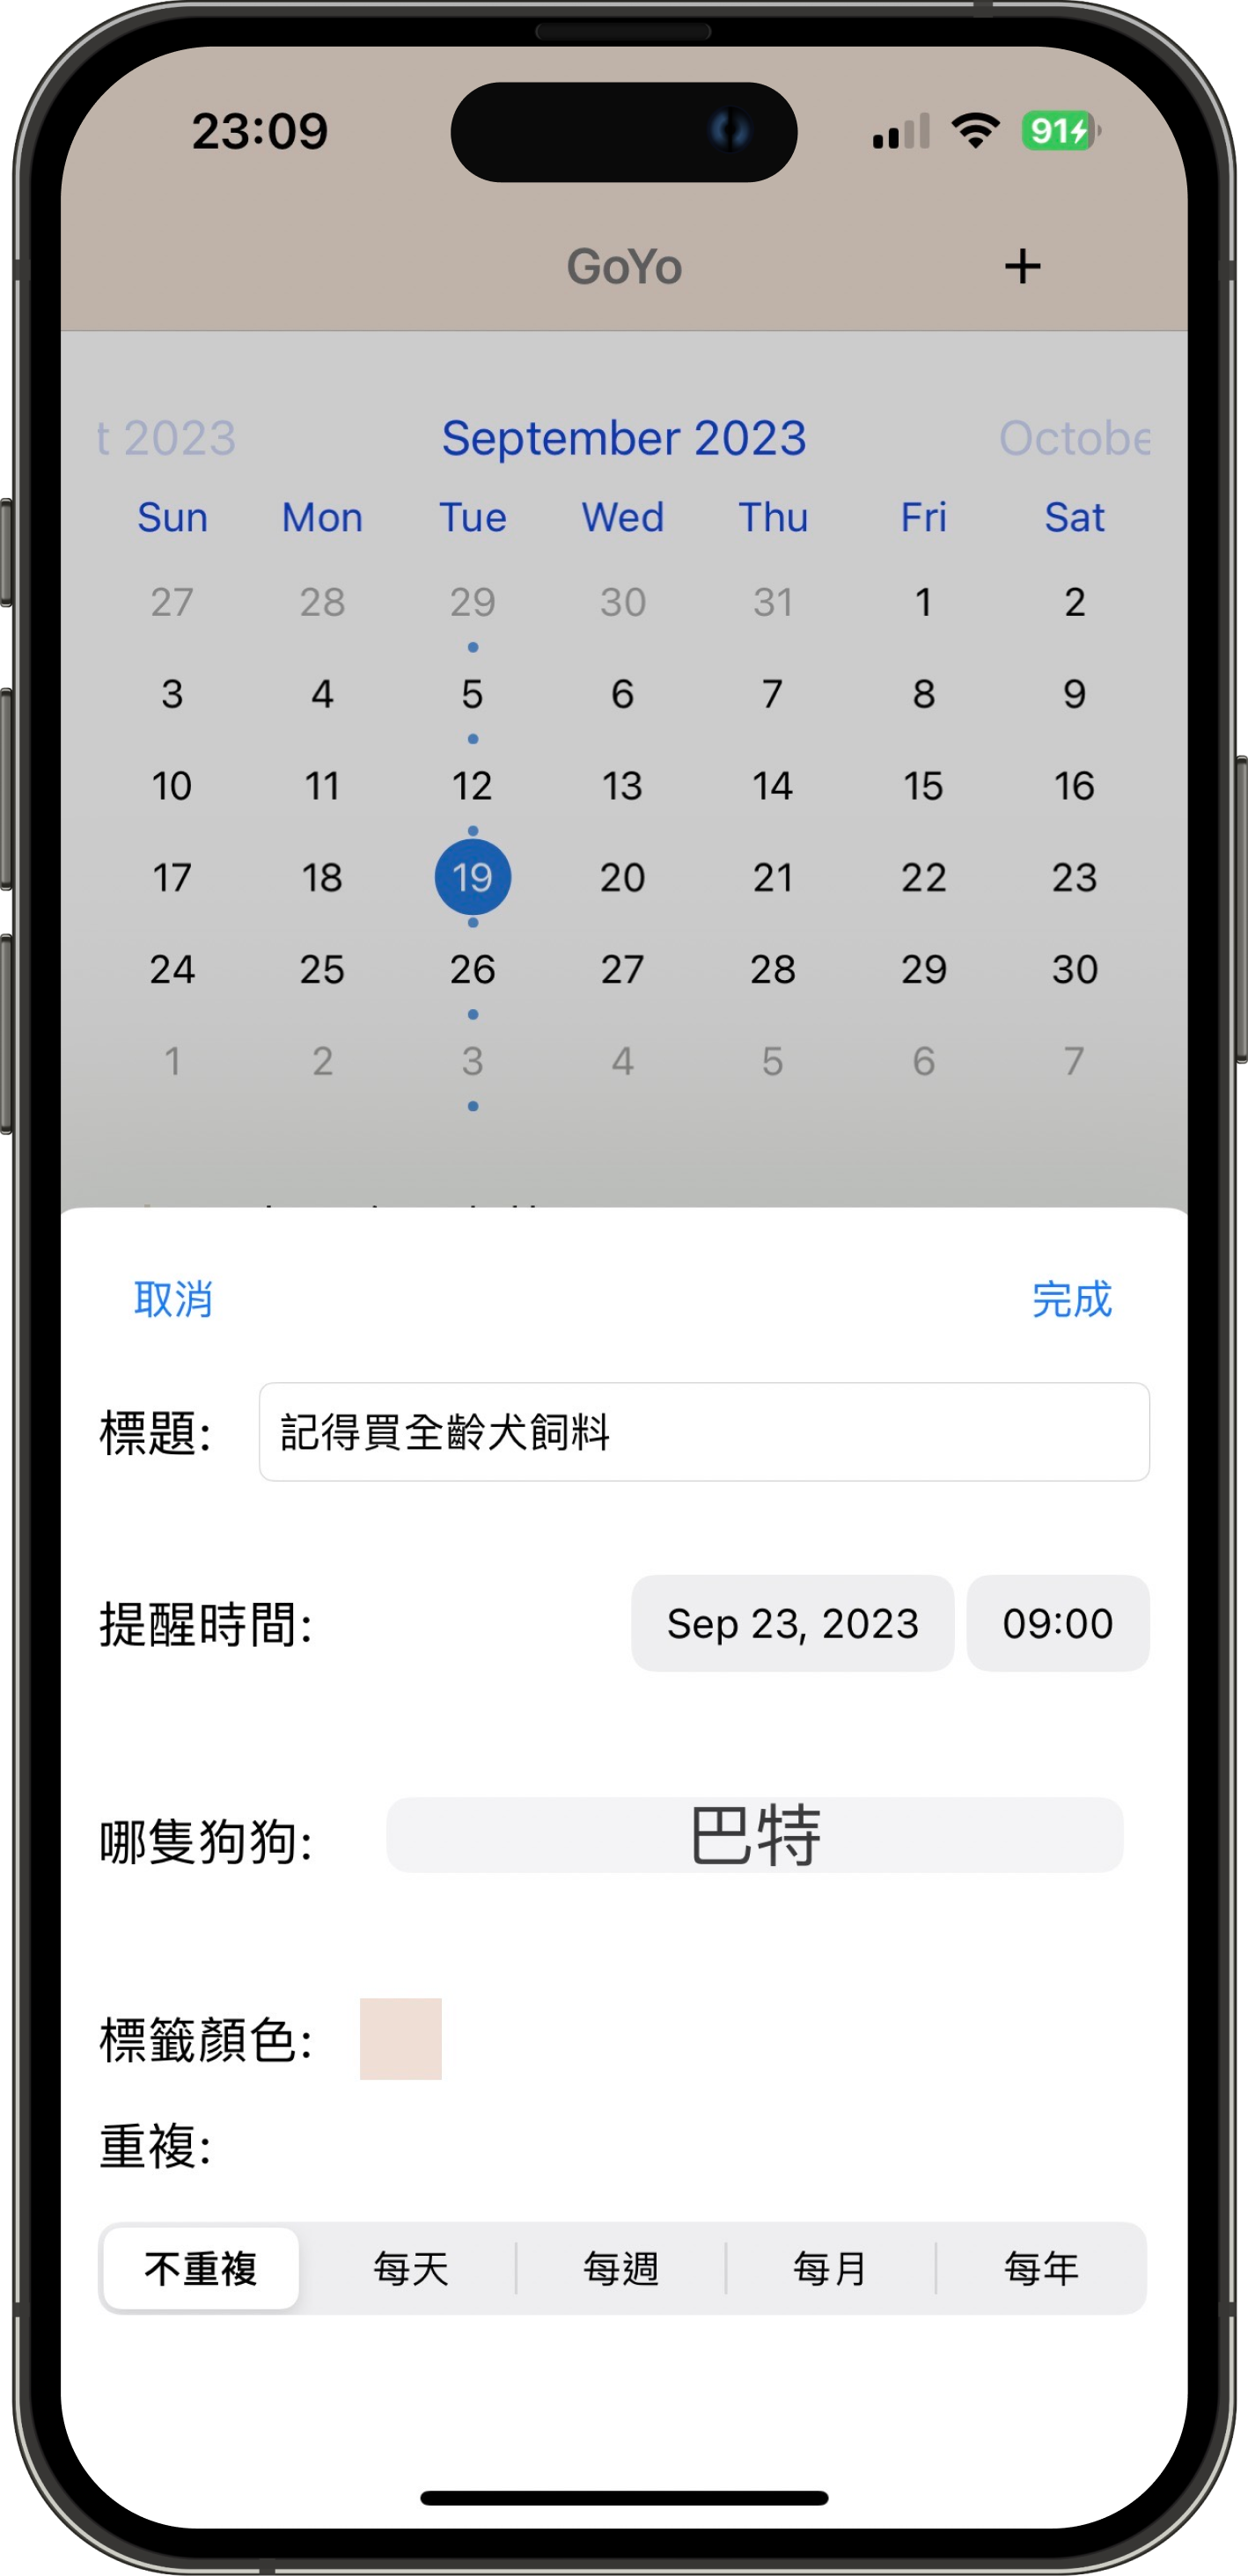 23:09 91
GoYo +
t 2023 September 2023 Octobe
Sun Mon Tue Wed Thu Fri Sat
27 28 29 30 31 1 2
3 4 5 6 7 8 9
10 11 12 13 14 15 16
17 18 19 20 21 22 23
24 25 26 27 28 29 30
1 2 3 4 5 6 7
取消 完成
標題: 記得買全齡犬飼料
提醒時間: Sep 23, 2023 09:00
哪隻狗狗: 巴特
標籤顏色:
重複:
不重複 每天 每週 每月 每年